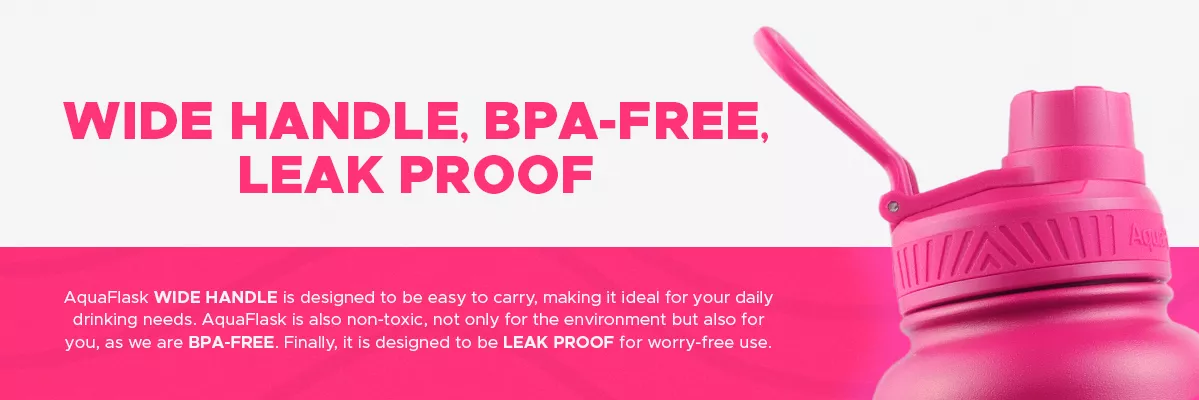 WIDE HANDLE, BPA-FREE,
LEAK PROOF
AquaFlask WIDE HANDLE is designed to be easy to carry, making it ideal for your daily
drinking needs. AquaFlask is also non-toxic, not only for the environment but also for
you, as we are BPA-FREE. Finally, it is designed to be LEAK PROOF for worry-free use.